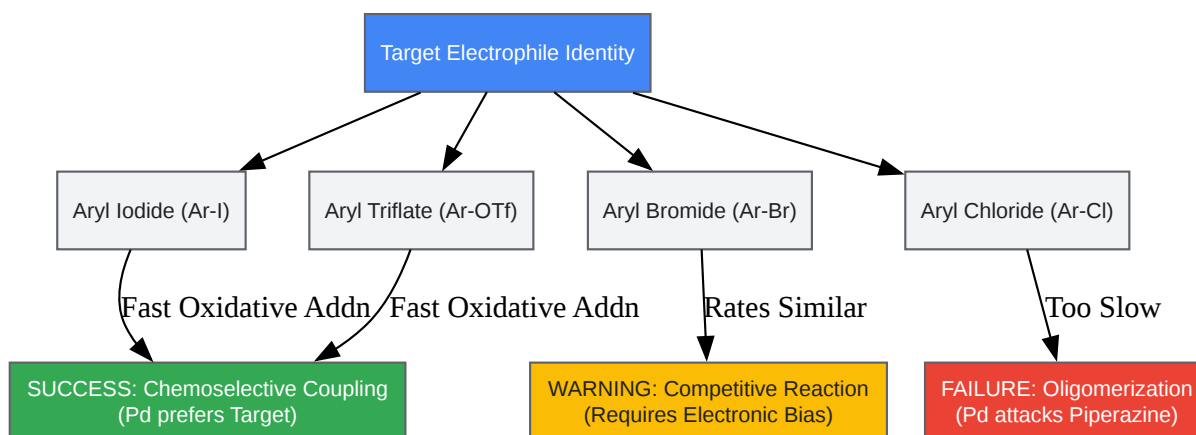 Target Electrophile Identity
Aryl Iodide (Ar-I)
Aryl Triflate (Ar-OTf)
Aryl Bromide (Ar-Br)
Aryl Chloride (Ar-Cl)
Fast Oxidative Addn
Fast Oxidative Addn
Rates Similar
Too Slow
SUCCESS: Chemoselective Coupling
(Pd prefers Target)
WARNING: Competitive Reaction
(Requires Electronic Bias)
FAILURE: Oligomerization
(Pd attacks Piperazine)